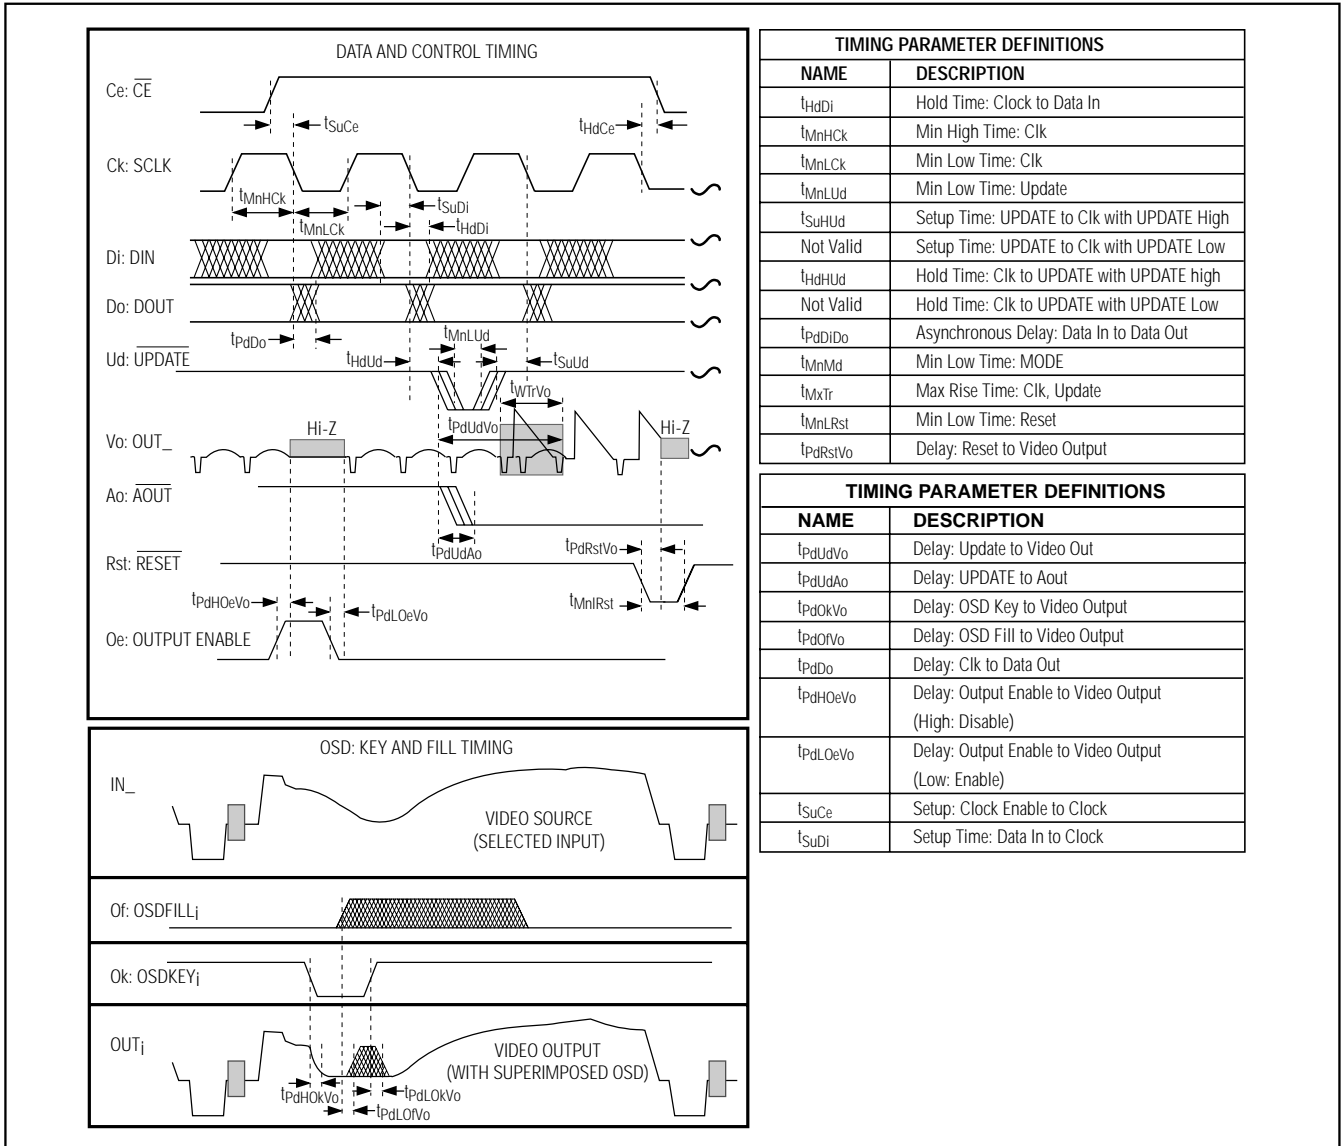 DATA AND CONTROL TIMING
Ce: CE
tSuCe
tHdCe
Ck: SCLK
tMnHCk
tMnLCk
tSuDi
tHdDi
Di: DIN
Do: DOUT
tPdDo
tMnLUd
Ud: UPDATE
tHdUd
tSuUd
tWTrVo
tPdUdVo
Vo: OUT_
Hi-Z
Hi-Z
Ao: AOUT
tPdUdAo
tPdRstVo
Rst: RESET
tMnlRst
tPdHOeVo
tPdLOeVo
Oe: OUTPUT ENABLE
OSD: KEY AND FILL TIMING
IN_
VIDEO SOURCE
(SELECTED INPUT)
Of: OSDFILLi
Ok: OSDKEYi
OUTi
VIDEO OUTPUT
(WITH SUPERIMPOSED OSD)
tPdHOkVo
tPdLOkVo
tPdLOfVo
TIMING PARAMETER DEFINITIONS
NAME DESCRIPTION
tHdDi Hold Time: Clock to Data In
tMnHCk Min High Time: Clk
tMnLCk Min Low Time: Clk
tMnLUd Min Low Time: Update
tSuHUd Setup Time: UPDATE to Clk with UPDATE High
Not Valid Setup Time: UPDATE to Clk with UPDATE Low
tHdHUd Hold Time: Clk to UPDATE with UPDATE high
Not Valid Hold Time: Clk to UPDATE with UPDATE Low
tPdDiDo Asynchronous Delay: Data In to Data Out
tMnMd Min Low Time: MODE
tMxTr Max Rise Time: Clk, Update
tMnLRst Min Low Time: Reset
tPdRstVo Delay: Reset to Video Output
TIMING PARAMETER DEFINITIONS
NAME DESCRIPTION
tPdUdVo Delay: Update to Video Out
tPdUdAo Delay: UPDATE to Aout
tPdOkVo Delay: OSD Key to Video Output
tPdOfVo Delay: OSD Fill to Video Output
tPdDo Delay: Clk to Data Out
tPdHOeVo Delay: Output Enable to Video Output
(High: Disable)
tPdLOeVo Delay: Output Enable to Video Output
(Low: Enable)
tSuCe Setup: Clock Enable to Clock
tSuDi Setup Time: Data In to Clock